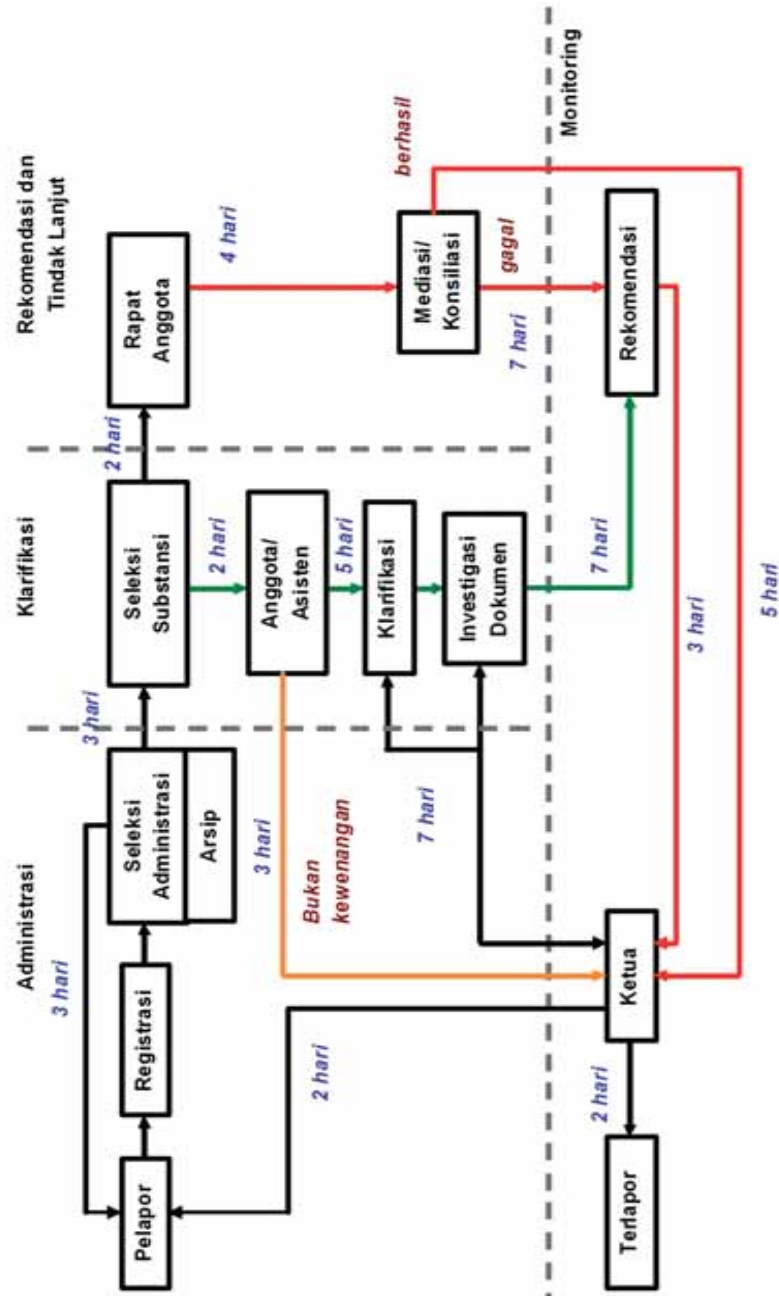 Administrasi
Klarifikasi
Rekomendasi dan
Tindak Lanjut
3 hari
Pelapor
Registrasi
Seleksi
Administrasi
Arsip
3 hari
Seleksi
Substansi
2 hari
Rapat
Anggota
2 hari
4 hari
Anggota/
Asisten
3 hari
Bukan
kewenangan
5 hari
Klarifikasi
7 hari
Investigasi
Dokumen
Mediasi/
Konsiliasi
berhasil
gagal
7 hari
2 hari
Monitoring
7 hari
Terlapor
2 hari
Ketua
Rekomendasi
3 hari
5 hari